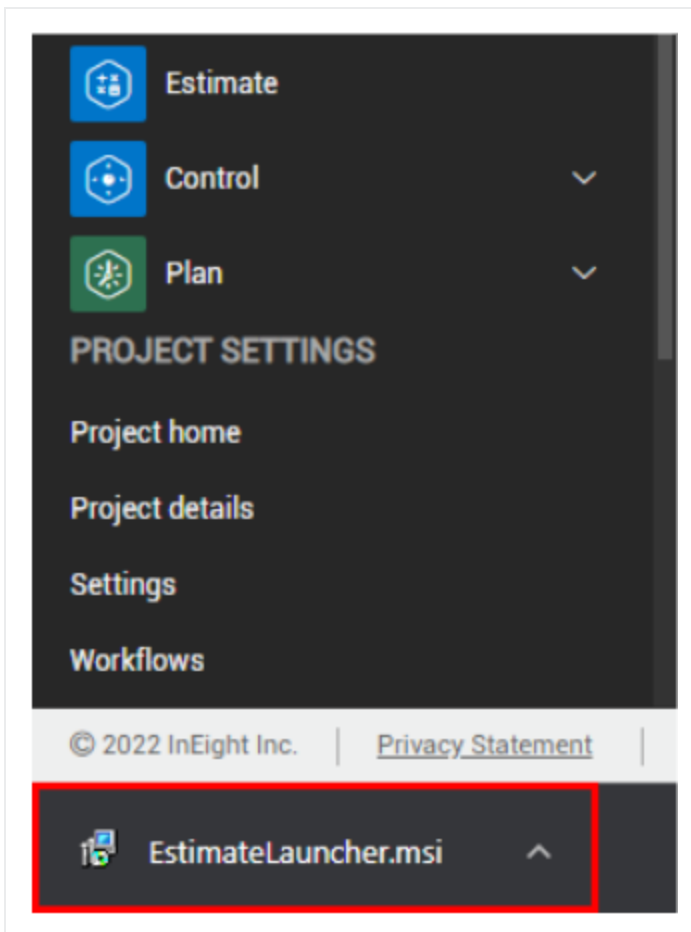 Estimate
Control
Plan
PROJECT SETTINGS
Project home
Project details
Settings
Workflows
© 2022 InEight Inc. | Privacy Statement |
EstimateLauncher.msi